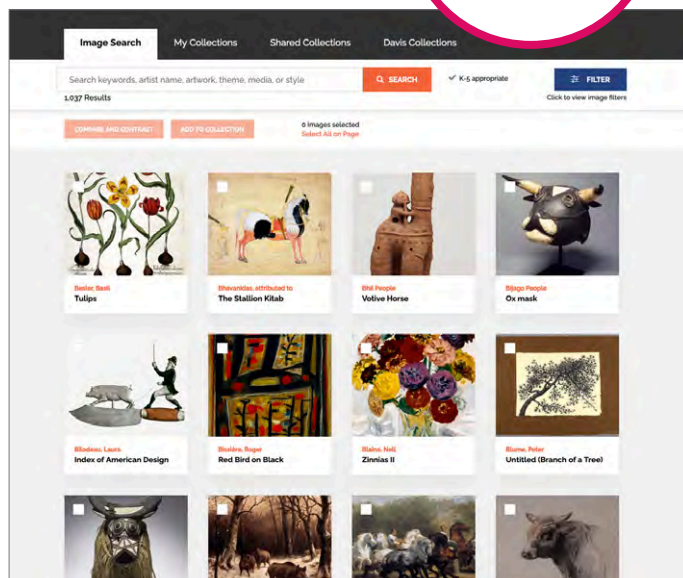 Image Search My Collections Shared Collections Davis Collections
Search keywords, artist name, artwork, theme, media, or style
SEARCH
K-5 appropriate
FILTER
1,037 Results
Click to view image filters
COMPARE AND CONTRAST
ADD TO COLLECTION
0 Images selected
Select All on Page
Besler, Basil
Tulips
Bhavanidas, attributed to
The Stallion Kitab
Bhil People
Votive Horse
Bijago People
Ox mask
Bilodeau, Laura
Index of American Design
Bissière, Roger
Red Bird on Black
Blaine, Nell
Zinnias II
Blume, Peter
Untitled (Branch of a Tree)